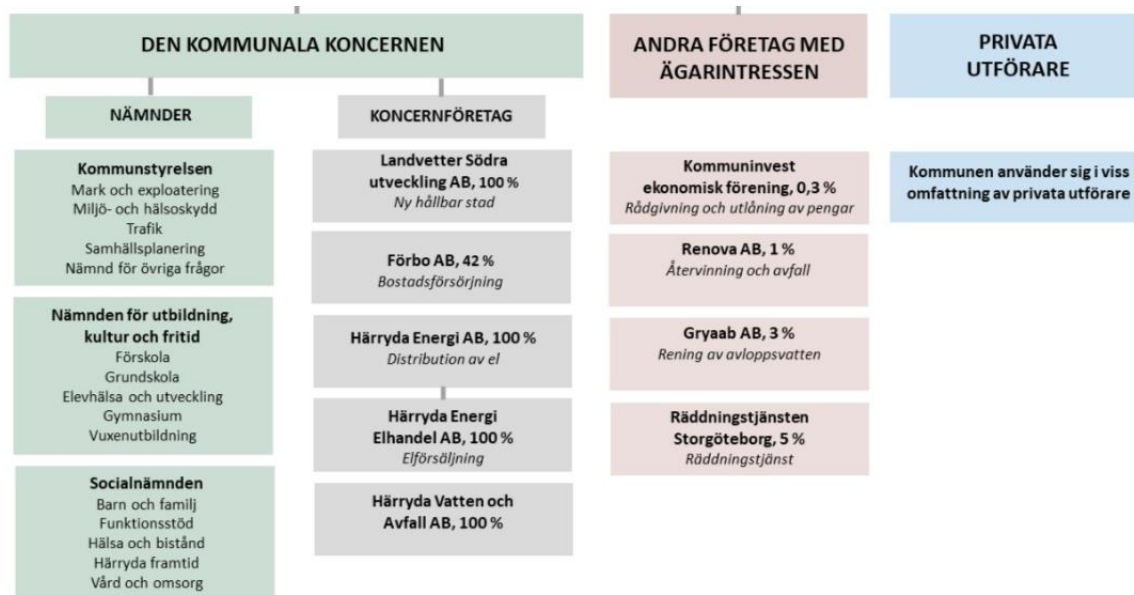 DEN KOMMUNALA KONCERNEN
NÄMNDER
Kommunstyrelsen
Mark och exploatering
Miljö- och hälsoskydd
Trafik
Samhällsplanering
Nämnd för övriga frågor
Nämnden för utbildning,
kultur och fritid
Förskola
Grundskola
Elevhälsa och utveckling
Gymnasium
Vuxenutbildning
Socialnämnden
Barn och familj
Funktionsstöd
Hälsa och bistånd
Härryda framtid
Vård och omsorg
KONCERNFÖRETAG
Landvetter Södra
utveckling AB, 100 %
Ny hållbar stad
Förbo AB, 42 %
Bostadsförsörjning
Härryda Energi AB, 100 %
Distribution av el
Härryda Energi
Elhandel AB, 100 %
Elförsäljning
Härryda Vatten och
Avfall AB, 100 %
ANDRA FÖRETAG MED
ÄGARINTRESSEN
Kommuninvest
ekonomisk förening, 0,3 %
Rådgivning och utlåning av pengar
Renova AB, 1 %
Återvinning och avfall
Gryaab AB, 3 %
Rening av avloppsvatten
Räddningstjänsten
Storgöteborg, 5 %
Räddningstjänst
PRIVATA
UTFÖRARE
Kommunen använder sig i viss
omfattning av privata utförare